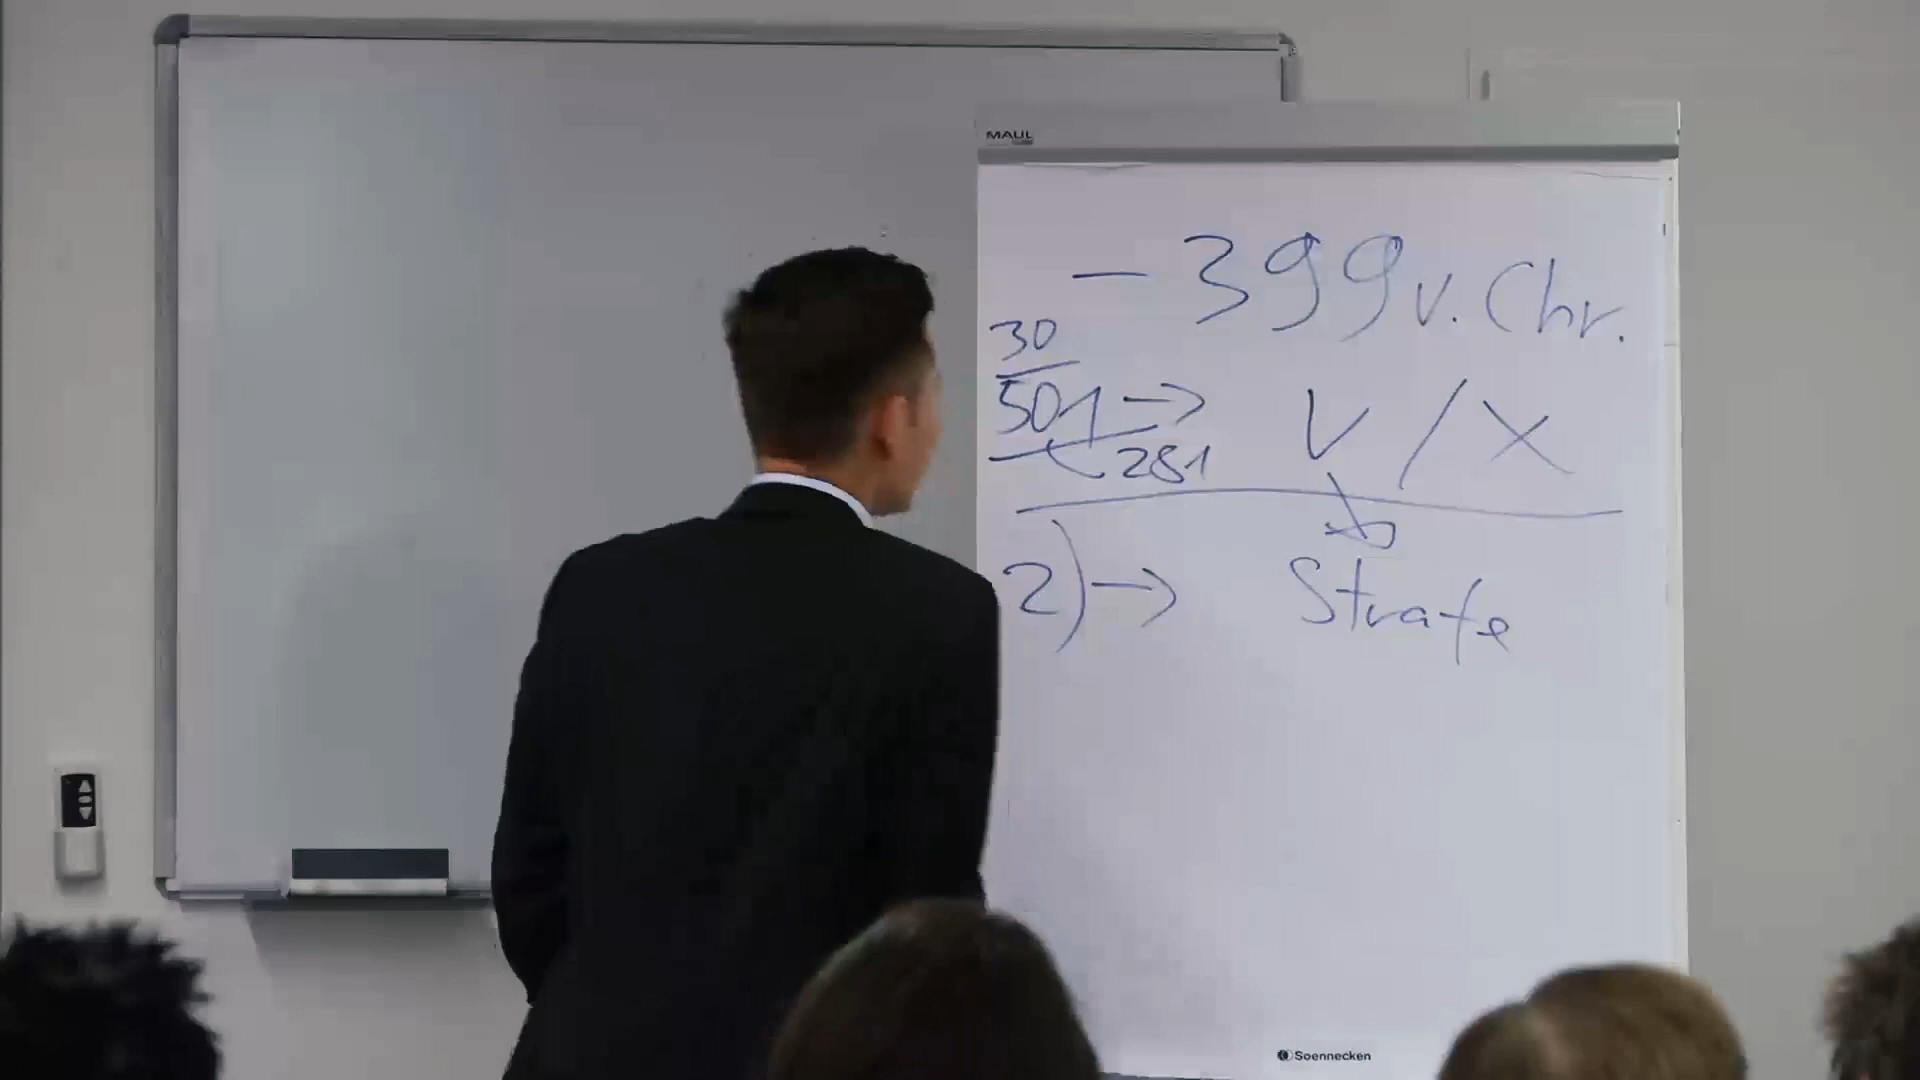 MAUL
– 399 v. Chr.
30
501 → V / X
281
2) → Strafe
Soennecken